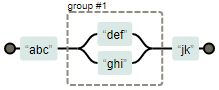 group #1
“abc”
“def”
“ghi”
“jk”